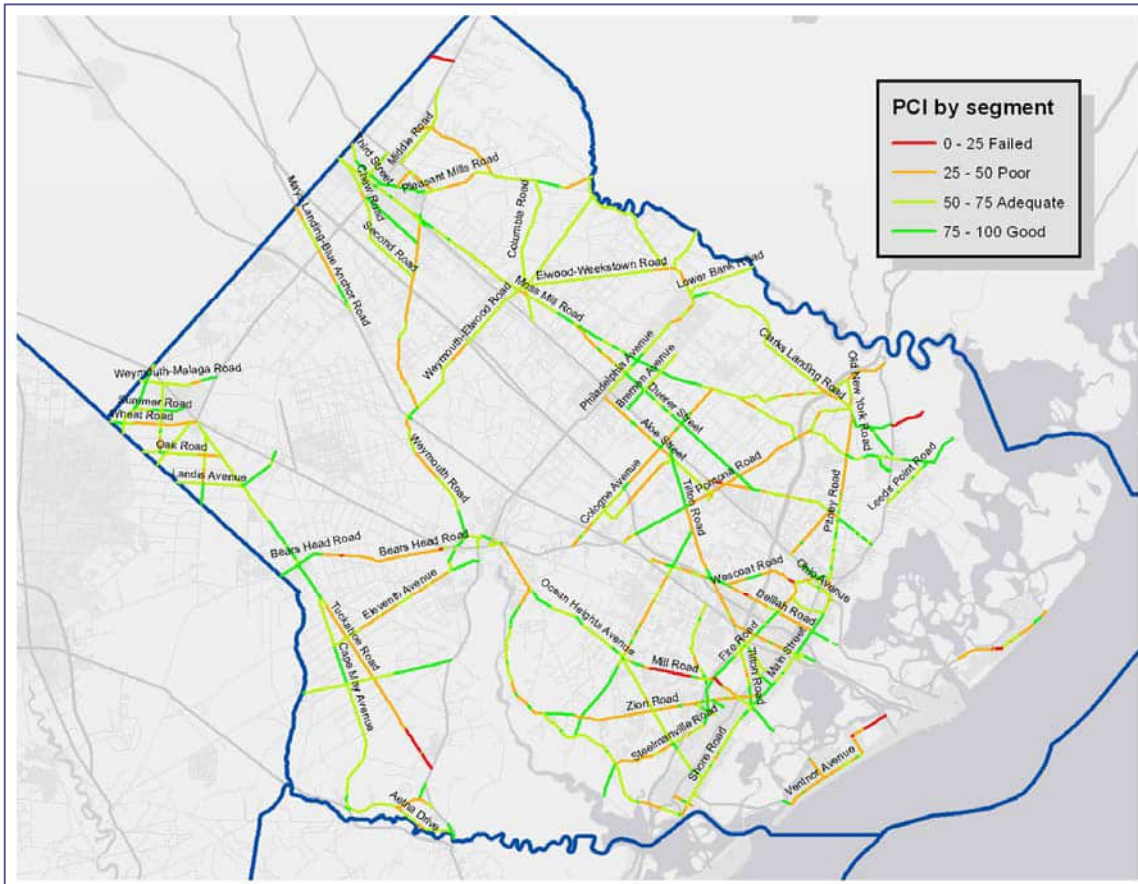 PCI by segment
0 - 25 Failed
25 - 50 Poor
50 - 75 Adequate
75 - 100 Good
Third Street
Middle Road
Pleasant Mills Road
Chew Road
Second Road
Mays Landing-Blue Anchor Road
Columbia Road
Elwood-Weekstown Road
Lower Bank Road
Moss Mill Road
Weymouth-Elwood Road
Philadelphia Avenue
Bremen Avenue
Duerer Street
Clarks Landing Road
Old New York Road
Weymouth-Malaga Road
Summer Road
Wheat Road
Oak Road
Landis Avenue
Weymouth Road
Aloe Street
Cologne Avenue
Pomona Road
Tilton Road
Pitney Road
Leeds Point Road
Bears Head Road
Bears Head Road
Eleventh Avenue
Wescoat Road
Ohio Avenue
Delilah Road
Ocean Heights Avenue
Fire Road
Main Street
Mill Road
Tilton Road
Tuckahoe Road
Cape May Avenue
Zion Road
Steelmanville Road
Shore Road
Ventnor Avenue
Aetna Drive